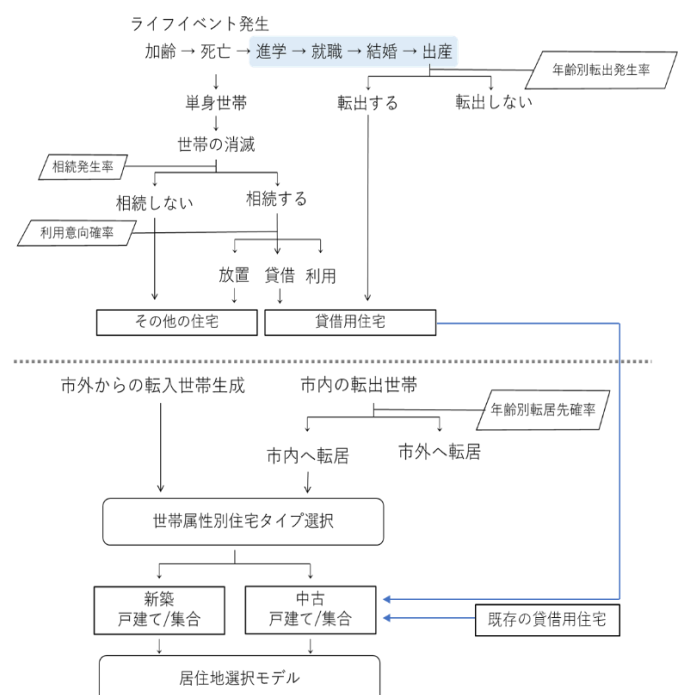 ライフイベント発生
加齢 → 死亡 → 進学 → 就職 → 結婚 → 出産
年齢別転出発生率
単身世帯
転出する
転出しない
世帯の消滅
相続発生率
相続しない
相続する
利用意向確率
放置
貸借
利用
その他の住宅
貸借用住宅
市外からの転入世帯生成
市内の転出世帯
年齢別転居先確率
市内へ転居
市外へ転居
世帯属性別住宅タイプ選択
新築
戸建て/集合
中古
戸建て/集合
既存の貸借用住宅
居住地選択モデル